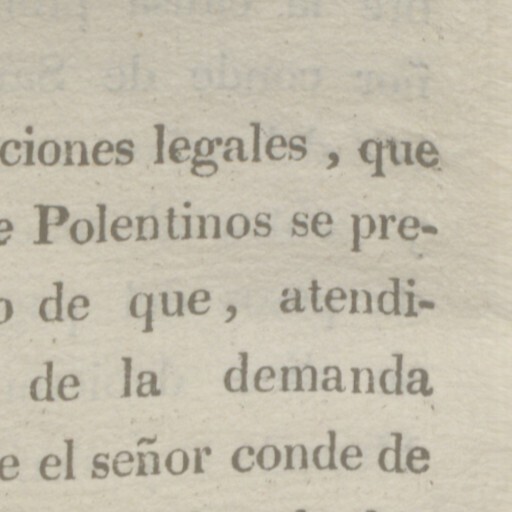 ciones legales , que
e Polentinos se pre-
o de que , atendi-
de la demanda
e el señor conde de